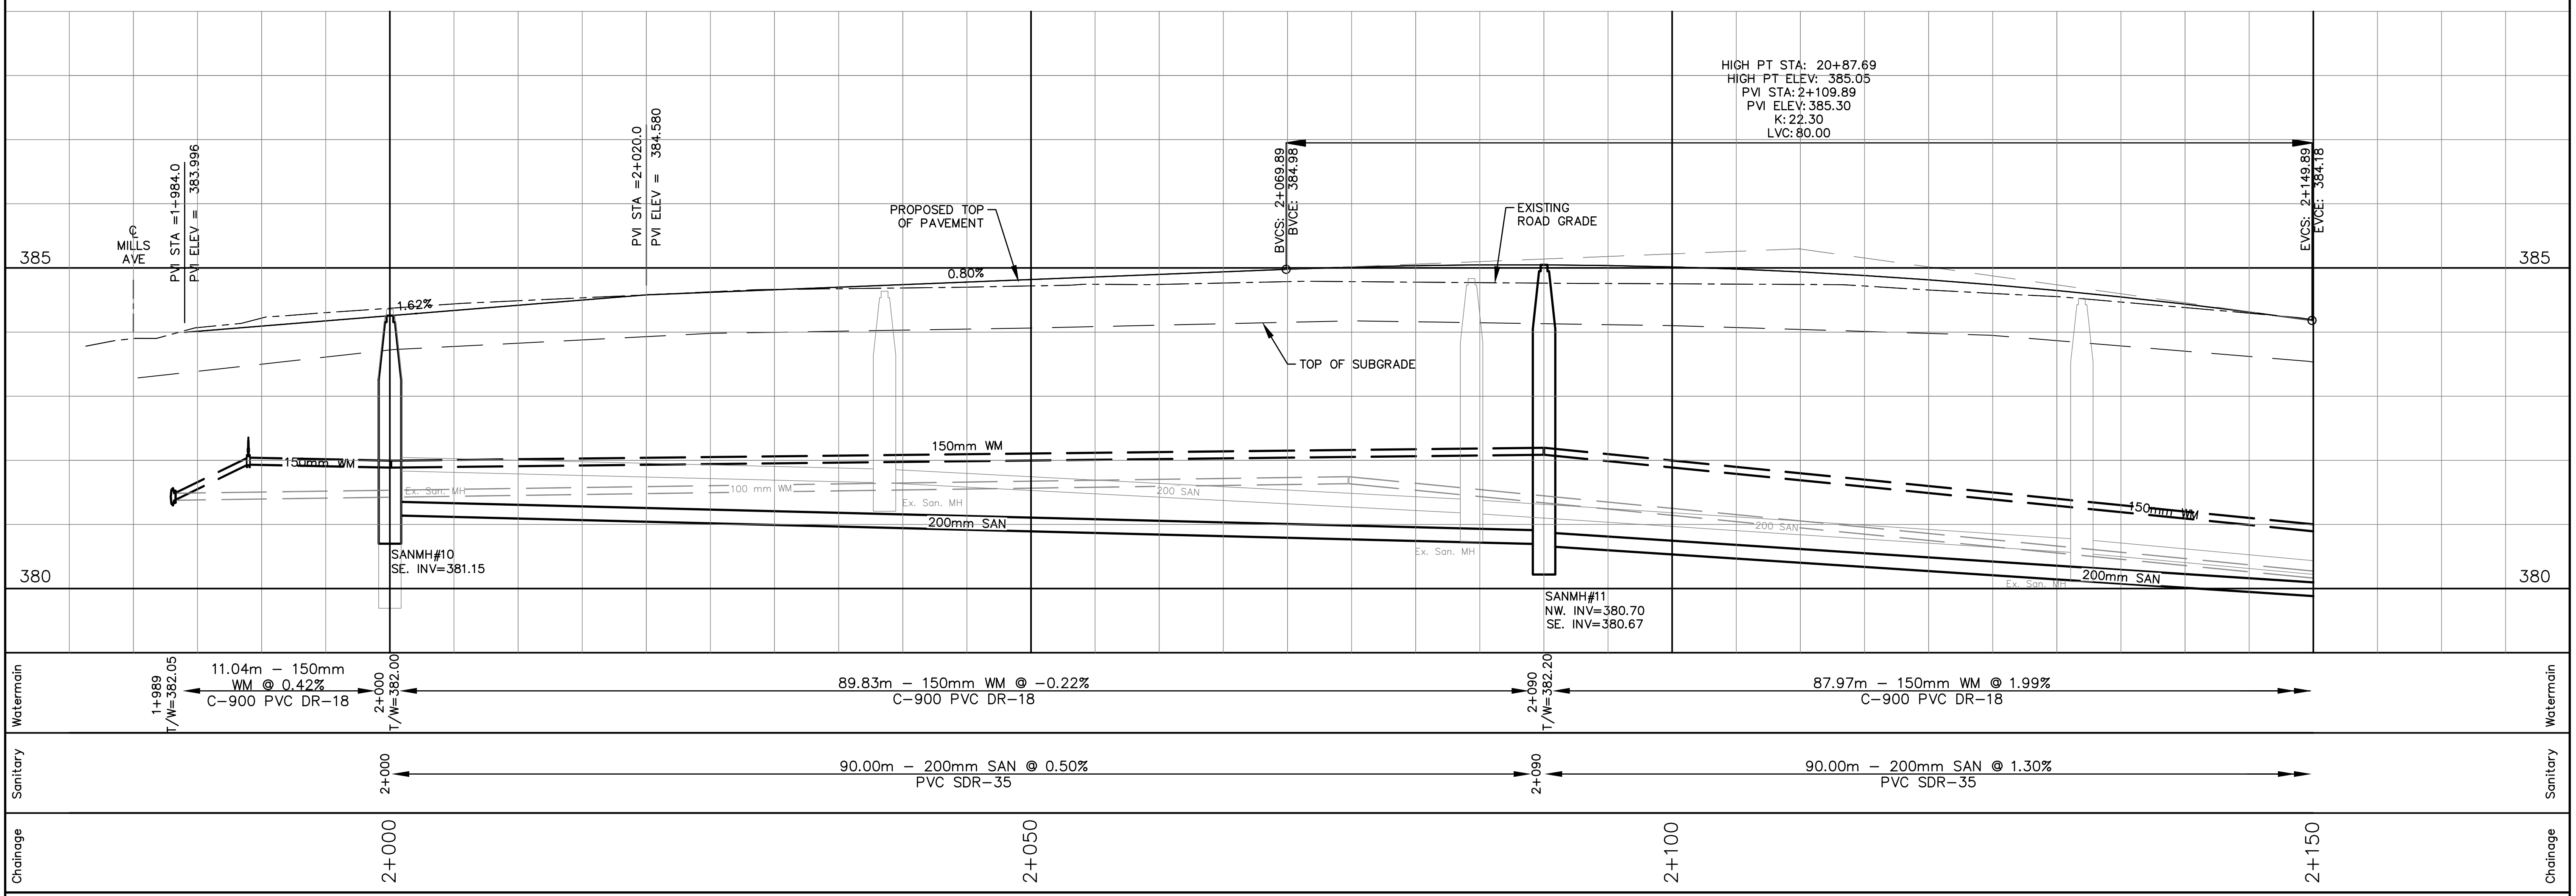 HIGH PT STA: 20+87.69
HIGH PT ELEV: 385.05
PVI STA: 2+109.89
PVI ELEV: 385.30
K: 22.30
LVC: 80.00
℄
MILLS
AVE
PVI STA =1+984.0
PVI ELEV = 383.996
PVI STA =2+020.0
PVI ELEV = 384.580
PROPOSED TOP
OF PAVEMENT
BVCS: 2+069.89
BVCE: 384.98
EXISTING
ROAD GRADE
EVCS: 2+149.89
EVCE: 384.18
385
385
1.62%
0.80%
TOP OF SUBGRADE
150mm WM
150mm WM
Ex. San. MH
100 mm WM
Ex. San. MH
200 SAN
200mm SAN
Ex. San. MH
200 SAN
150mm WM
Ex. San. MH
200mm SAN
SANMH#10
SE. INV=381.15
380
380
SANMH#11
NW. INV=380.70
SE. INV=380.67
Watermain
1+989
T/W=382.05
11.04m - 150mm
WM @ 0.42%
C-900 PVC DR-18
2+000
T/W=382.00
89.83m - 150mm WM @ -0.22%
C-900 PVC DR-18
2+090
T/W=382.20
87.97m - 150mm WM @ 1.99%
C-900 PVC DR-18
Watermain
Sanitary
2+000
90.00m - 200mm SAN @ 0.50%
PVC SDR-35
2+090
90.00m - 200mm SAN @ 1.30%
PVC SDR-35
Sanitary
Chainage
2+000
2+050
2+100
2+150
Chainage